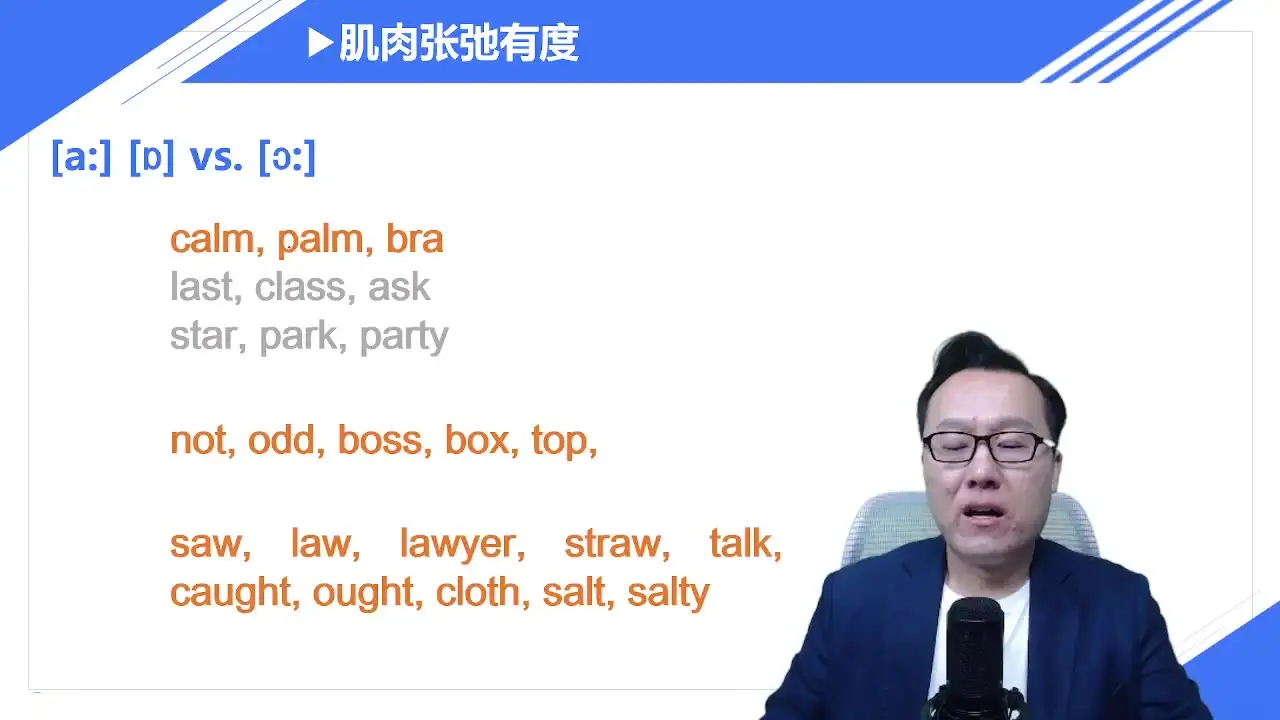 ▶肌肉张弛有度
[a:] [ɒ] vs. [ɔ:]
calm, palm, bra
last, class, ask
star, park, party
not, odd, boss, box, top,
saw, law, lawyer, straw, talk,
caught, ought, cloth, salt, salty